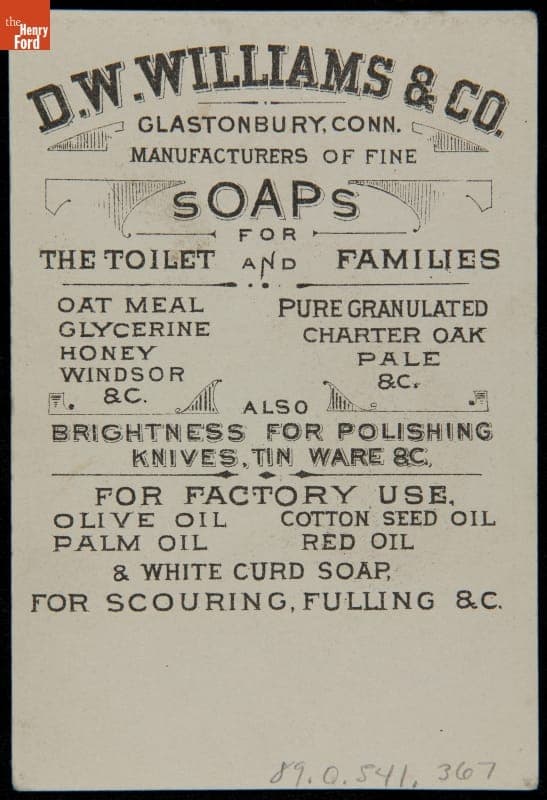 the
Henry
Ford
D.W. WILLIAMS & CO.
GLASTONBURY, CONN.
MANUFACTURERS OF FINE
SOAPS
FOR
THE TOILET AND FAMILIES
OAT MEAL
GLYCERINE
HONEY
WINDSOR
&C.
PURE GRANULATED
CHARTER OAK
PALE
&C.
ALSO
BRIGHTNESS FOR POLISHING
KNIVES, TIN WARE &C,
FOR FACTORY USE,
OLIVE OIL COTTON SEED OIL
PALM OIL RED OIL
& WHITE CURD SOAP,
FOR SCOURING, FULLING &C.
89.0.541.367